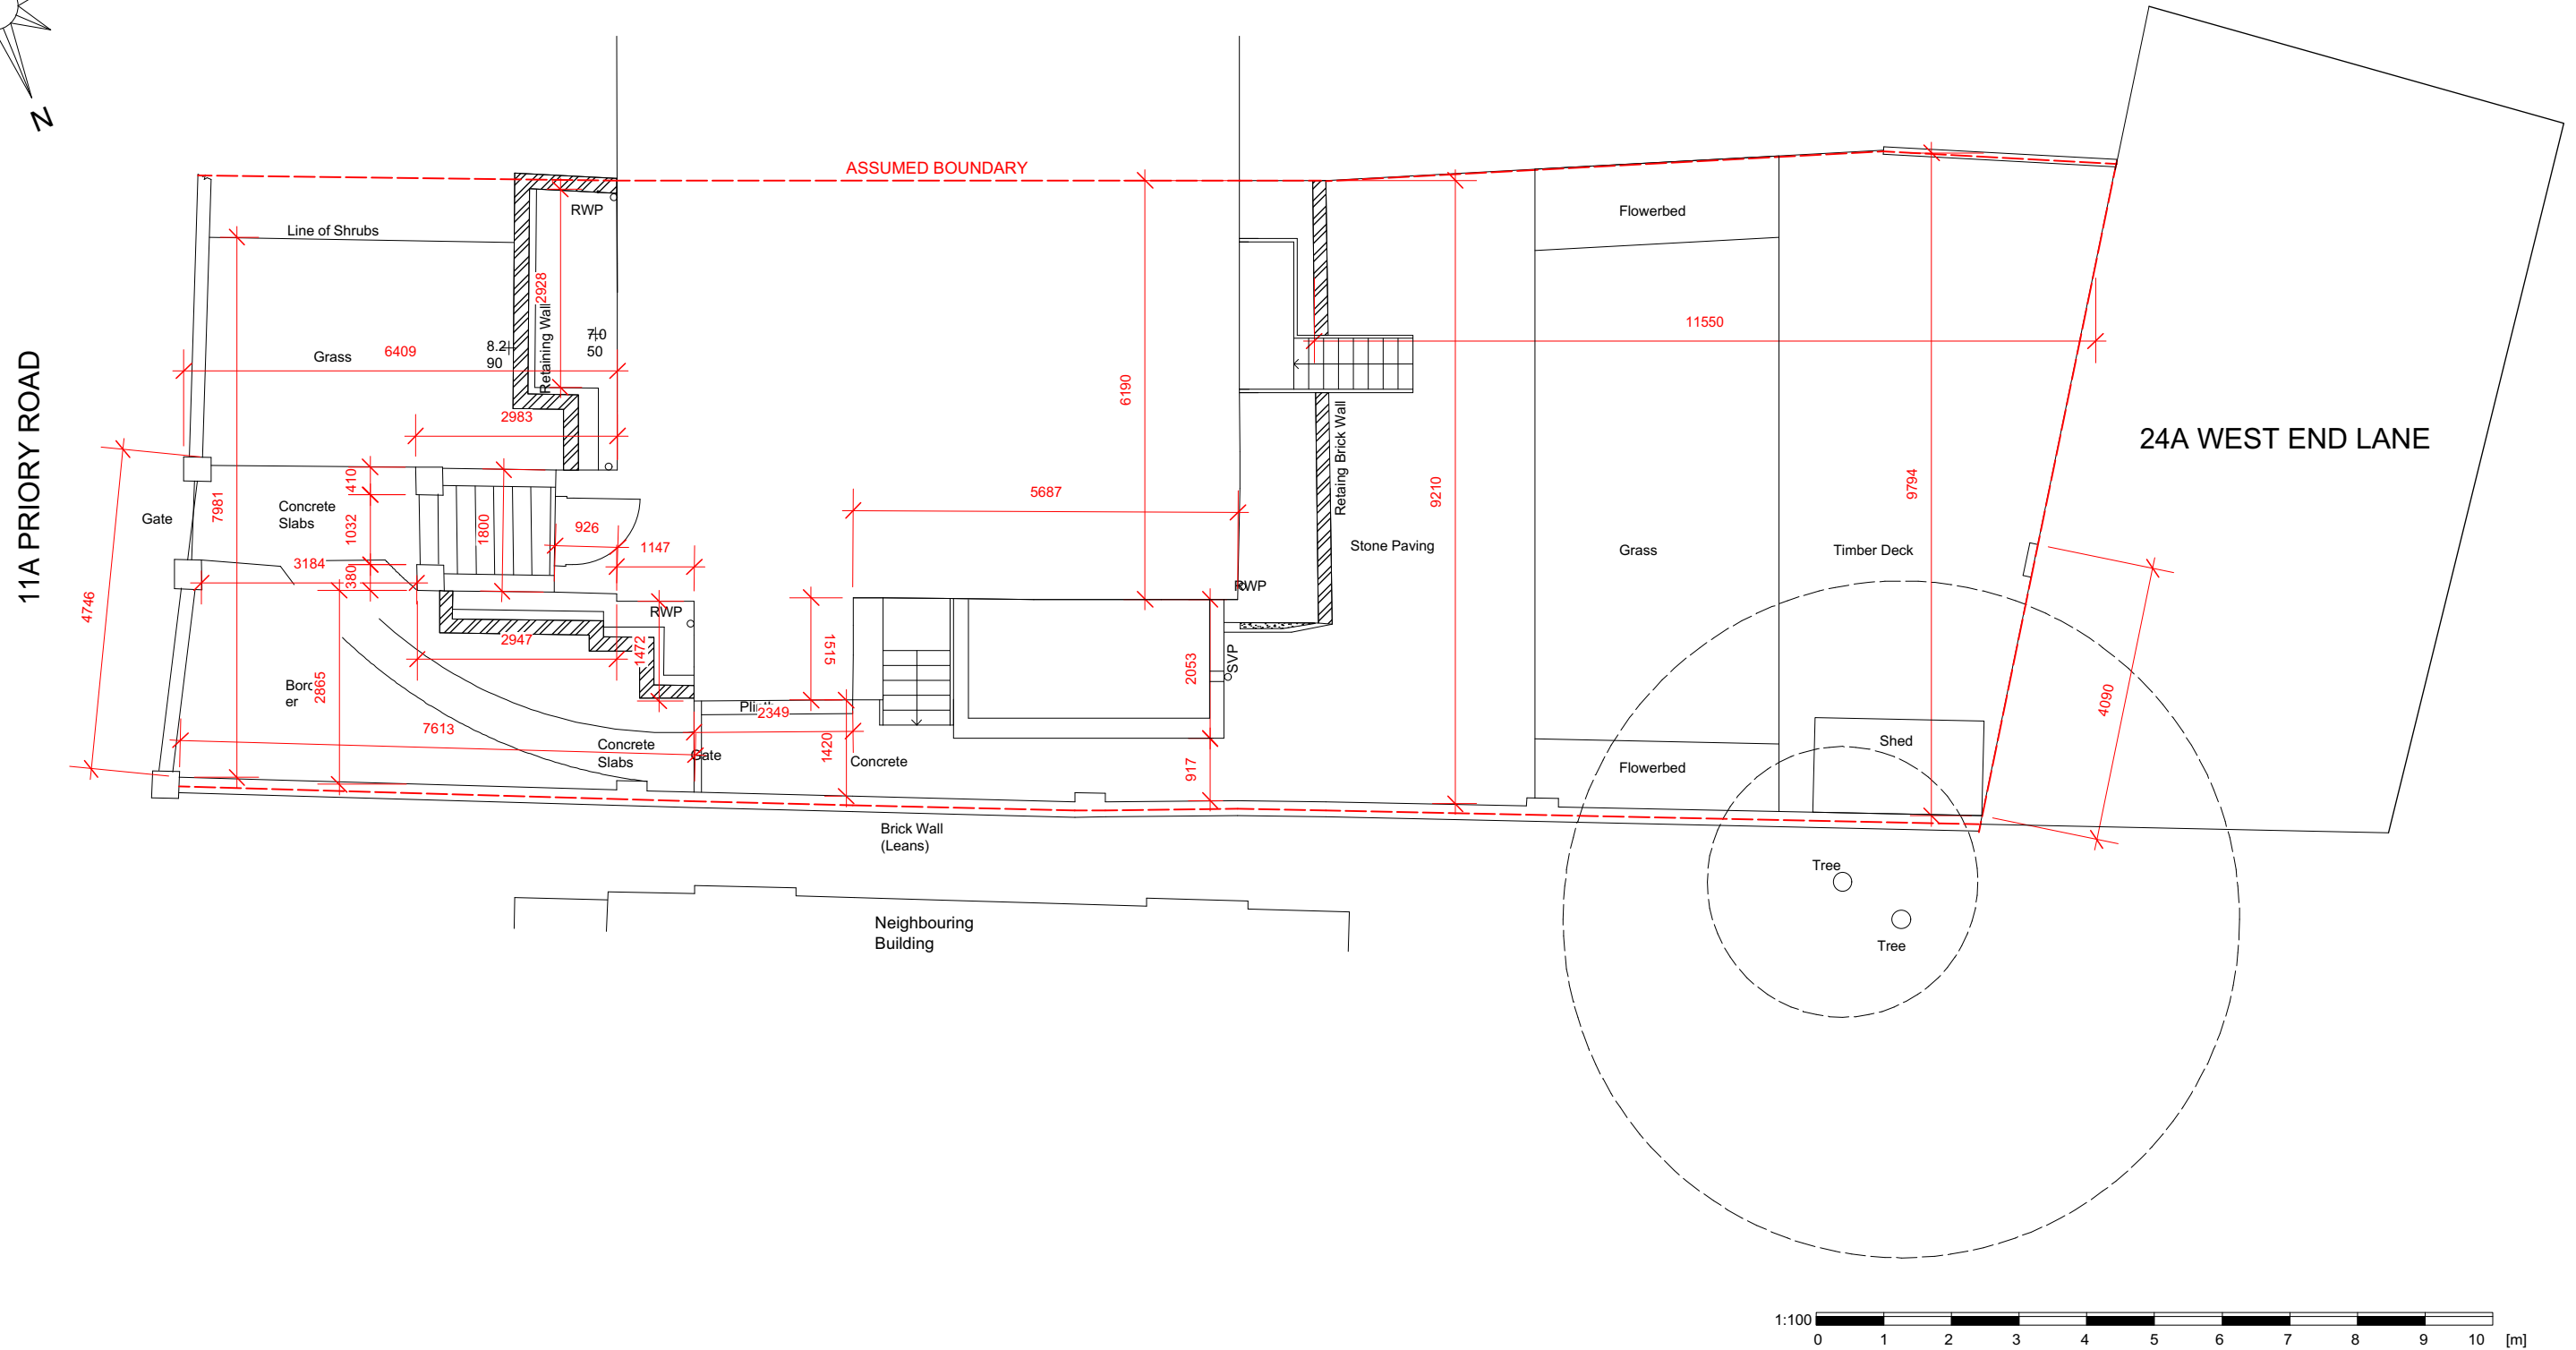 N
ASSUMED BOUNDARY
RWP
Line of Shrubs
Flowerbed
2928
Retaining Wall
7.0
50
8.2
90
Grass
6409
11550
11A PRIORY ROAD
2983
6190
24A WEST END LANE
Retaing Brick Wall
410
Concrete
Slabs
Gate
7981
1032
1800
926
1147
5687
9210
9794
Stone Paving
Grass
Timber Deck
3184
380
4746
RWP
RWP
2947
1472
1515
2053
SVP
2865
4090
7613
2349
Concrete
Slabs
Gate
1420
Concrete
917
Flowerbed
Shed
Brick Wall
(Leans)
Tree
Neighbouring
Building
Tree
1:100
0 1 2 3 4 5 6 7 8 9 10 [m]